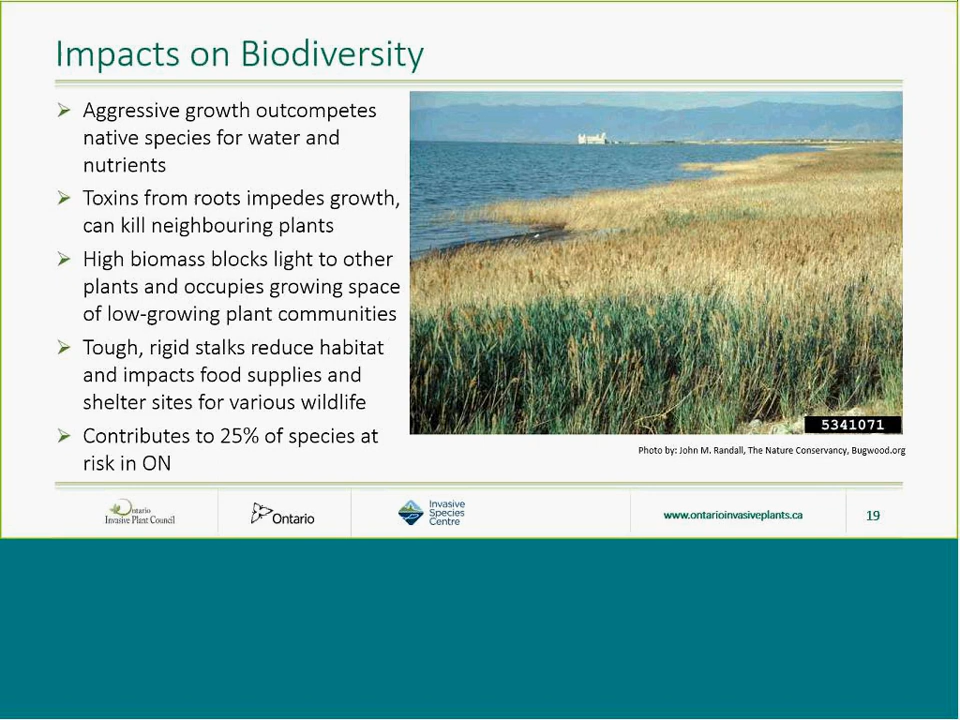 Impacts on Biodiversity
➢ Aggressive growth outcompetes
native species for water and
nutrients
➢ Toxins from roots impedes growth,
can kill neighbouring plants
➢ High biomass blocks light to other
plants and occupies growing space
of low-growing plant communities
➢ Tough, rigid stalks reduce habitat
and impacts food supplies and
shelter sites for various wildlife
➢ Contributes to 25% of species at
risk in ON
5341071
Photo by: John M. Randall, The Nature Conservancy, Bugwood.org
Ontario
Invasive Plant Council
Ontario
Invasive
Species
Centre
www.ontarioinvasiveplants.ca
19